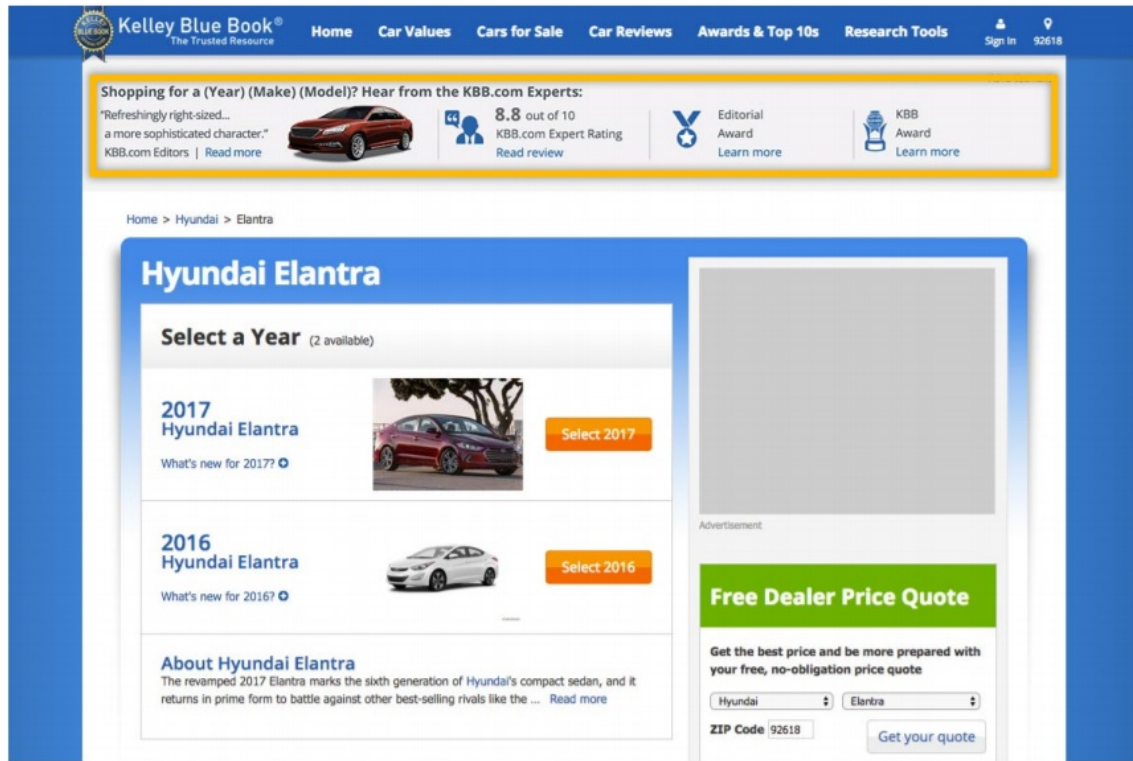 Kelley Blue Book®
The Trusted Resource
Home
Car Values
Cars for Sale
Car Reviews
Awards & Top 10s
Research Tools
Sign In
92618
Shopping for a (Year) (Make) (Model)? Hear from the KBB.com Experts:
"Refreshingly right-sized...
a more sophisticated character."
KBB.com Editors | Read more
8.8 out of 10
KBB.com Expert Rating
Read review
Editorial
Award
Learn more
KBB
Award
Learn more
Home > Hyundai > Elantra
Hyundai Elantra
Select a Year (2 available)
2017
Hyundai Elantra
What's new for 2017?
Select 2017
2016
Hyundai Elantra
What's new for 2016?
Select 2016
About Hyundai Elantra
The revamped 2017 Elantra marks the sixth generation of Hyundai's compact sedan, and it
returns in prime form to battle against other best-selling rivals like the ... Read more
Advertisement
Free Dealer Price Quote
Get the best price and be more prepared with
your free, no-obligation price quote
Hyundai
Elantra
ZIP Code 92618
Get your quote